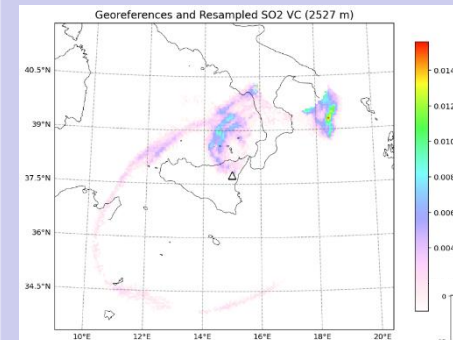 Georeferences and Resampled SO2 VC (2527 m)
40.5°N
39°N
37.5°N
36°N
34.5°N
10°E 12°E 14°E 16°E 18°E 20°E
0.014
0.012
0.010
0.008
0.006
0.004
0